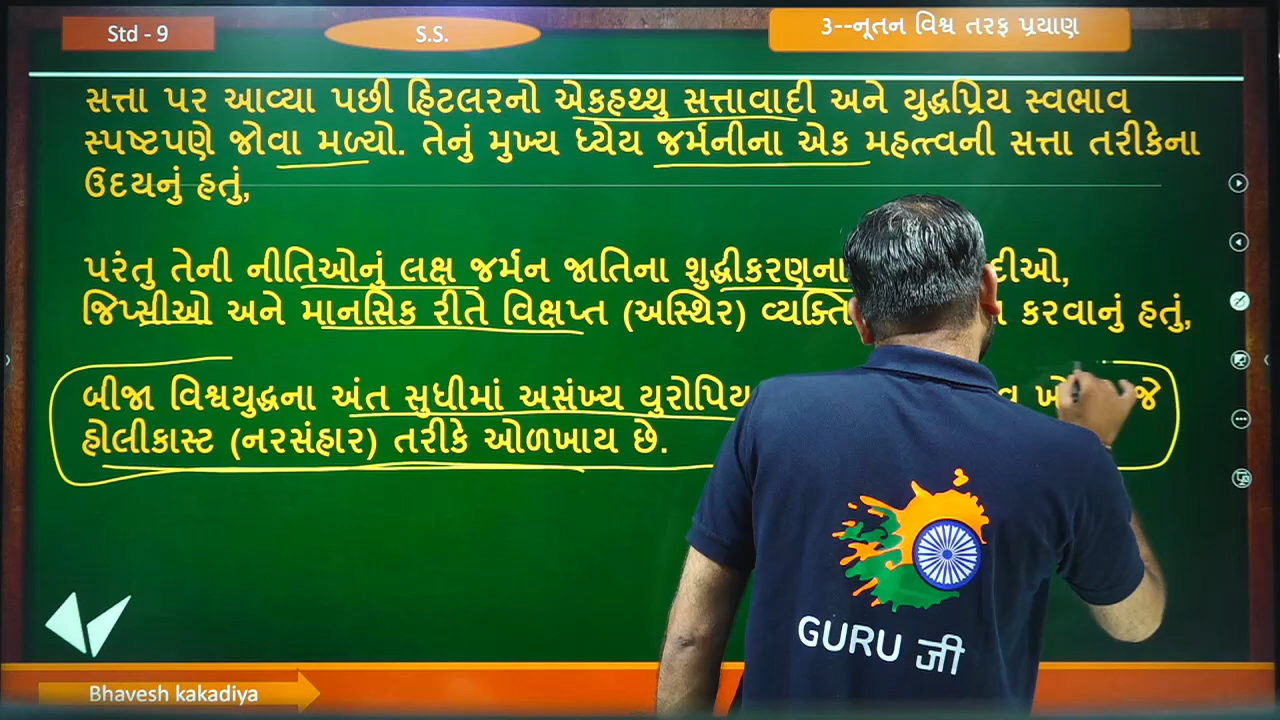 Std - 9
S.S.
૩--નૂતન વિશ્વ તરફ પ્રયાણ
સત્તા પર આવ્યા પછી હિટલરનો એકહથ્થુ સત્તાવાદી અને યુદ્ધપ્રિય સ્વભાવ
સ્પષ્ટપણે જોવા મળ્યો. તેનું મુખ્ય ધ્યેય જર્મનીના એક મહત્ત્વની સત્તા તરીકેના
ઉદયનું હતું,
પરંતુ તેની નીતિઓનું લક્ષ જર્મન જાતિના શુદ્ધીકરણના
જિપ્સીઓ અને માનસિક રીતે વિક્ષપ્ત (અસ્થિર) કરવાનું હતું,
બીજા વિશ્વયુદ્ધના અંત સુધીમાં અસંખ્ય જે
હોલીકાસ્ટ (નરસંહાર) તરીકે ઓળખાય છે.
GURU जी
Bhavesh kakadiya